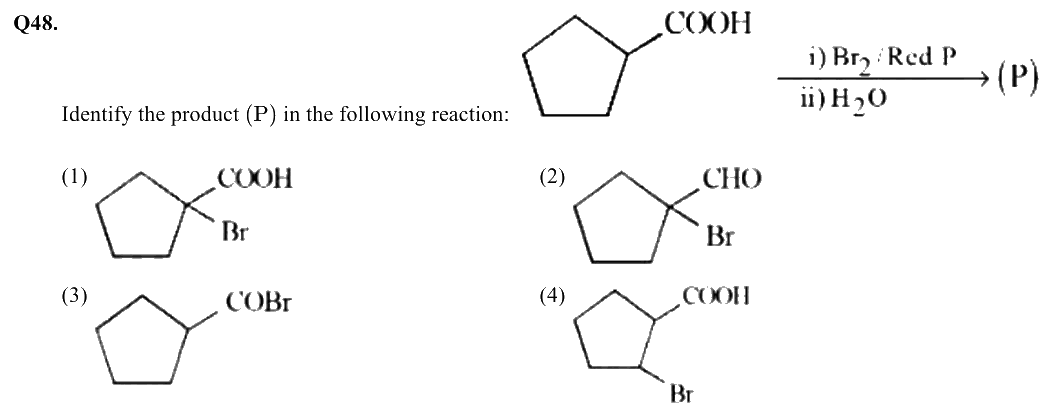 Q48.
COOH
i) Br2/Red P
ii) H2O
(P)
Identify the product (P) in the following reaction:
(1)
COOH
Br
(2)
CHO
Br
(3)
COBr
(4)
COOH
Br